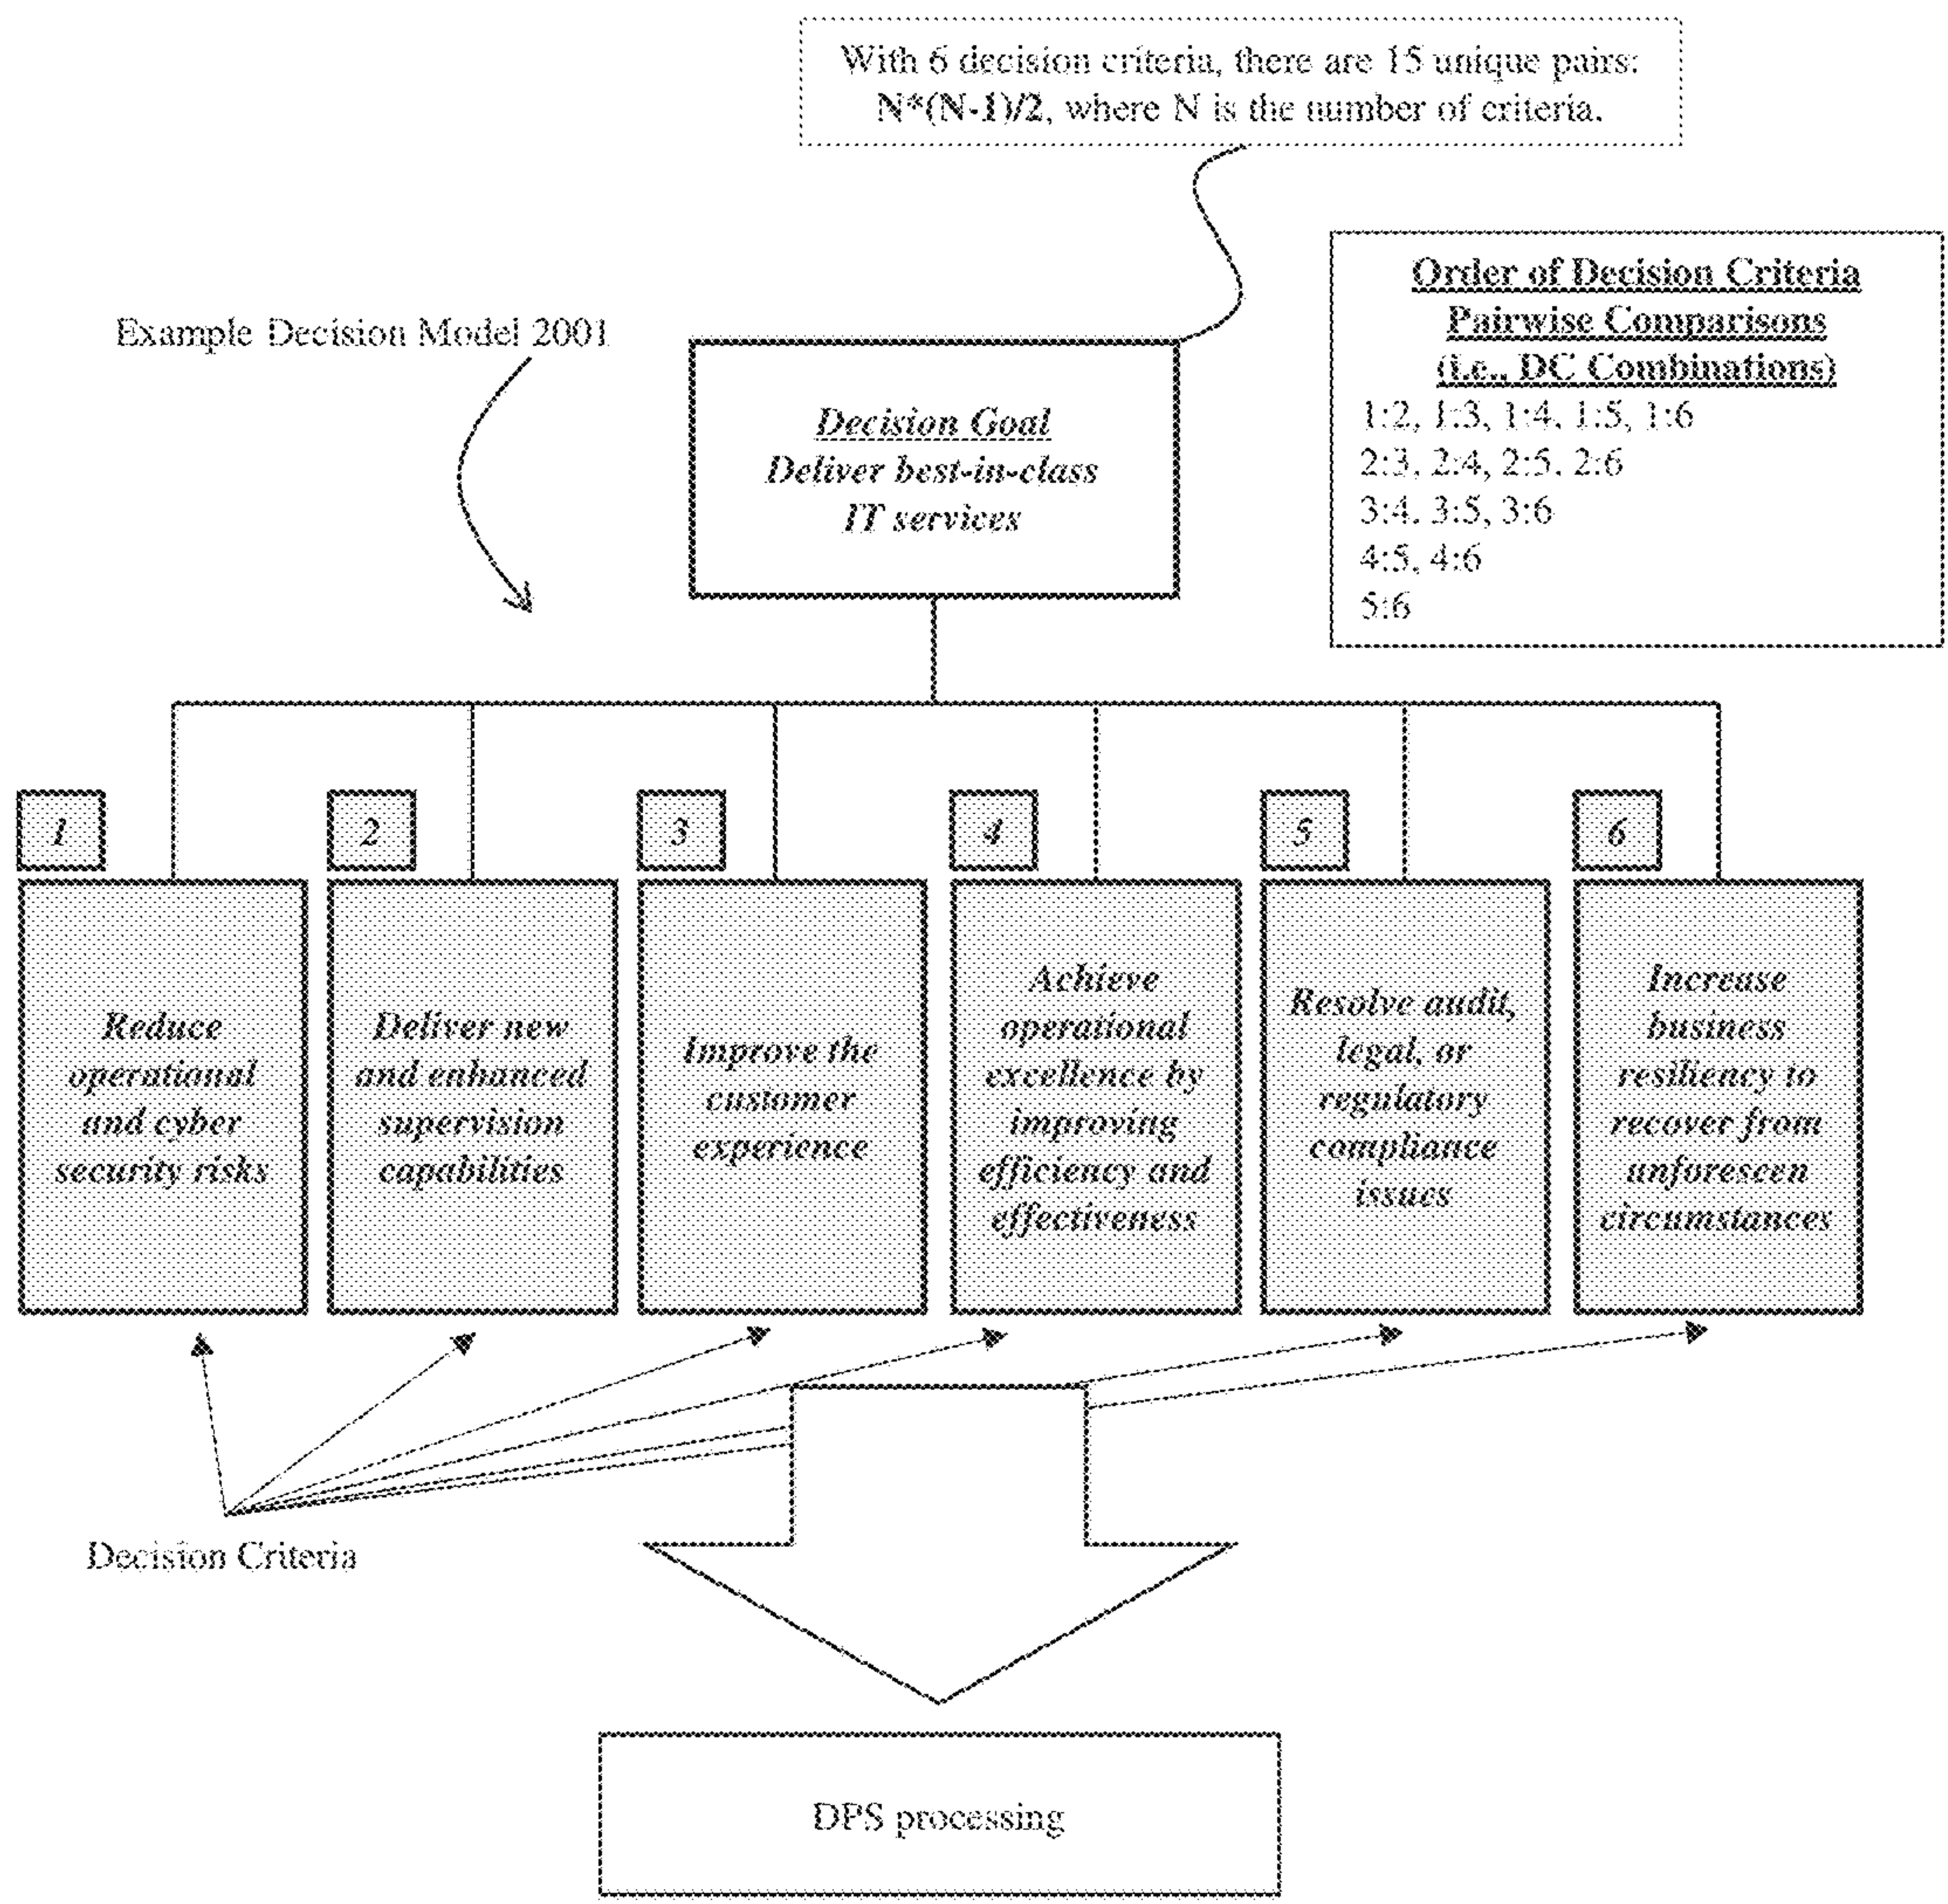 With 6 decision criteria, there are 15 unique pairs:
N*(N-1)/2, where N is the number of criteria.
Order of Decision Criteria
Pairwise Comparisons
(i.e., DC Combinations)
1:2, 1:3, 1:4, 1:5, 1:6
2:3, 2:4, 2:5, 2:6
3:4, 3:5, 3:6
4:5, 4:6
5:6
Example Decision Model 2001
Decision Goal
Deliver best-in-class
IT services
1
Reduce
operational
and cyber
security risks
2
Deliver new
and enhanced
supervision
capabilities
3
Improve the
customer
experience
4
Achieve
operational
excellence by
improving
efficiency and
effectiveness
5
Resolve audit,
legal, or
regulatory
compliance
issues
6
Increase
business
resiliency to
recover from
unforeseen
circumstances
Decision Criteria
DPS processing